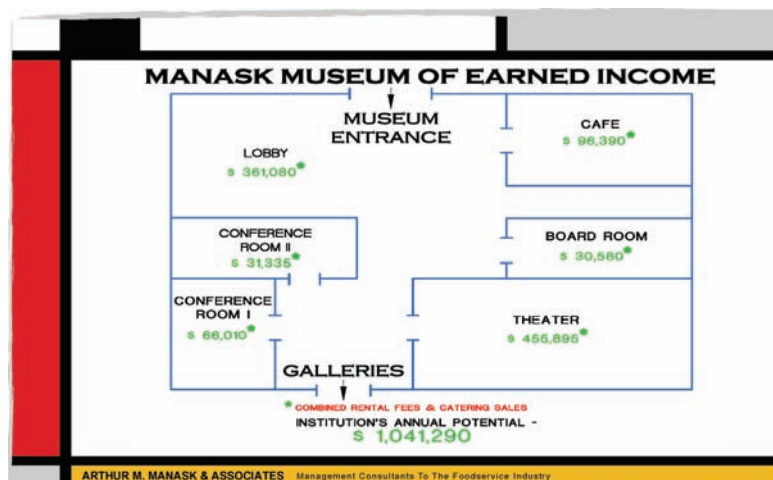 MANASK MUSEUM OF EARNED INCOME
MUSEUM
ENTRANCE
LOBBY
$ 361,080*
CAFE
$ 96,390*
CONFERENCE
ROOM II
$ 31,335*
BOARD ROOM
$ 30,580*
CONFERENCE
ROOM I
$ 66,010*
THEATER
$ 455,895*
GALLERIES
* COMBINED RENTAL FEES & CATERING SALES
INSTITUTION'S ANNUAL POTENTIAL -
$ 1,041,290
ARTHUR M. MANASK & ASSOCIATES Management Consultants To The Foodservice Industry